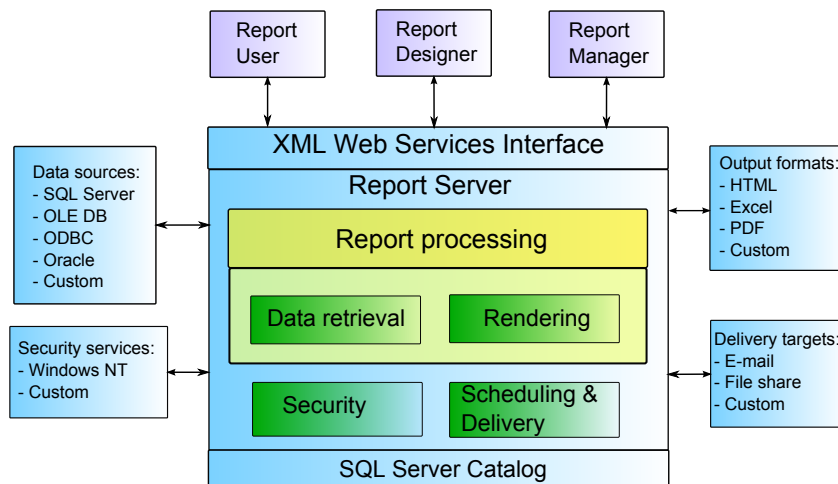 Report
User
Report
Designer
Report
Manager
XML Web Services Interface
Data sources:
- SQL Server
- OLE DB
- ODBC
- Oracle
- Custom
Report Server
Report processing
Data retrieval
Rendering
Output formats:
- HTML
- Excel
- PDF
- Custom
Security services:
- Windows NT
- Custom
Security
Scheduling &
Delivery
Delivery targets:
- E-mail
- File share
- Custom
SQL Server Catalog